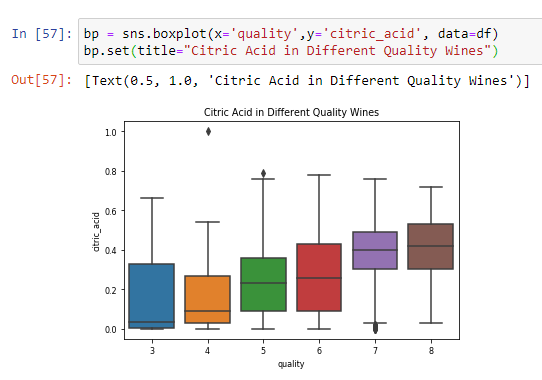 In [57]: bp = sns.boxplot(x='quality',y='citric_acid', data=df)
bp.set(title="Citric Acid in Different Quality Wines")
Out[57]: [Text(0.5, 1.0, 'Citric Acid in Different Quality Wines')]
Citric Acid in Different Quality Wines
1.0
0.8
0.6
0.4
0.2
0.0
citric_acid
3 4 5 6 7 8
quality